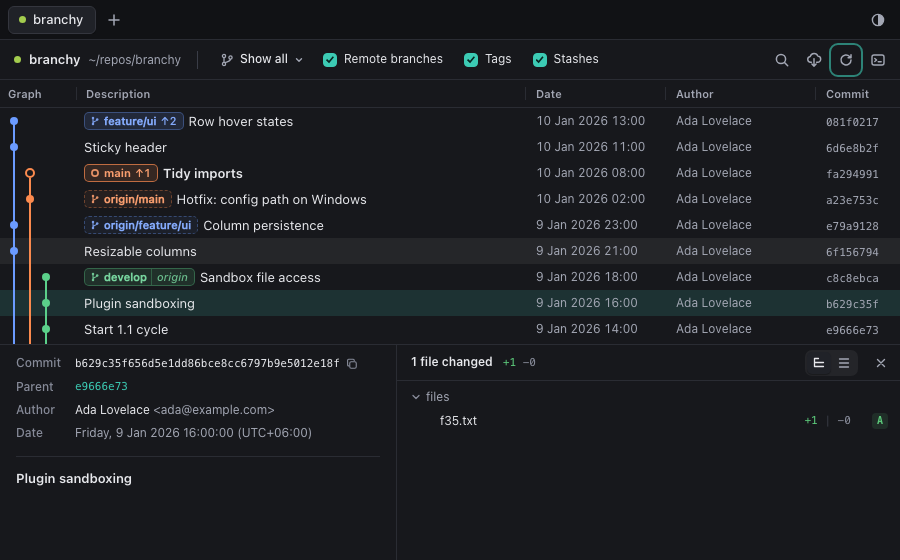 branchy
branchy ~/repos/branchy Show all Remote branches Tags Stashes
Graph Description Date Author Commit
feature/ui ↑2 Row hover states 10 Jan 2026 13:00 Ada Lovelace 081f0217
Sticky header 10 Jan 2026 11:00 Ada Lovelace 6d6e8b2f
main ↑1 Tidy imports 10 Jan 2026 08:00 Ada Lovelace fa294991
origin/main Hotfix: config path on Windows 10 Jan 2026 02:00 Ada Lovelace a23e753c
origin/feature/ui Column persistence 9 Jan 2026 23:00 Ada Lovelace e79a9128
Resizable columns 9 Jan 2026 21:00 Ada Lovelace 6f156794
develop origin Sandbox file access 9 Jan 2026 18:00 Ada Lovelace c8c8ebca
Plugin sandboxing 9 Jan 2026 16:00 Ada Lovelace b629c35f
Start 1.1 cycle 9 Jan 2026 14:00 Ada Lovelace e9666e73
Commit b629c35f656d5e1dd86bce8cc6797b9e5012e18f
Parent e9666e73
Author Ada Lovelace <ada@example.com>
Date Friday, 9 Jan 2026 16:00:00 (UTC+06:00)
Plugin sandboxing
1 file changed +1 −0
files
f35.txt +1 −0 A